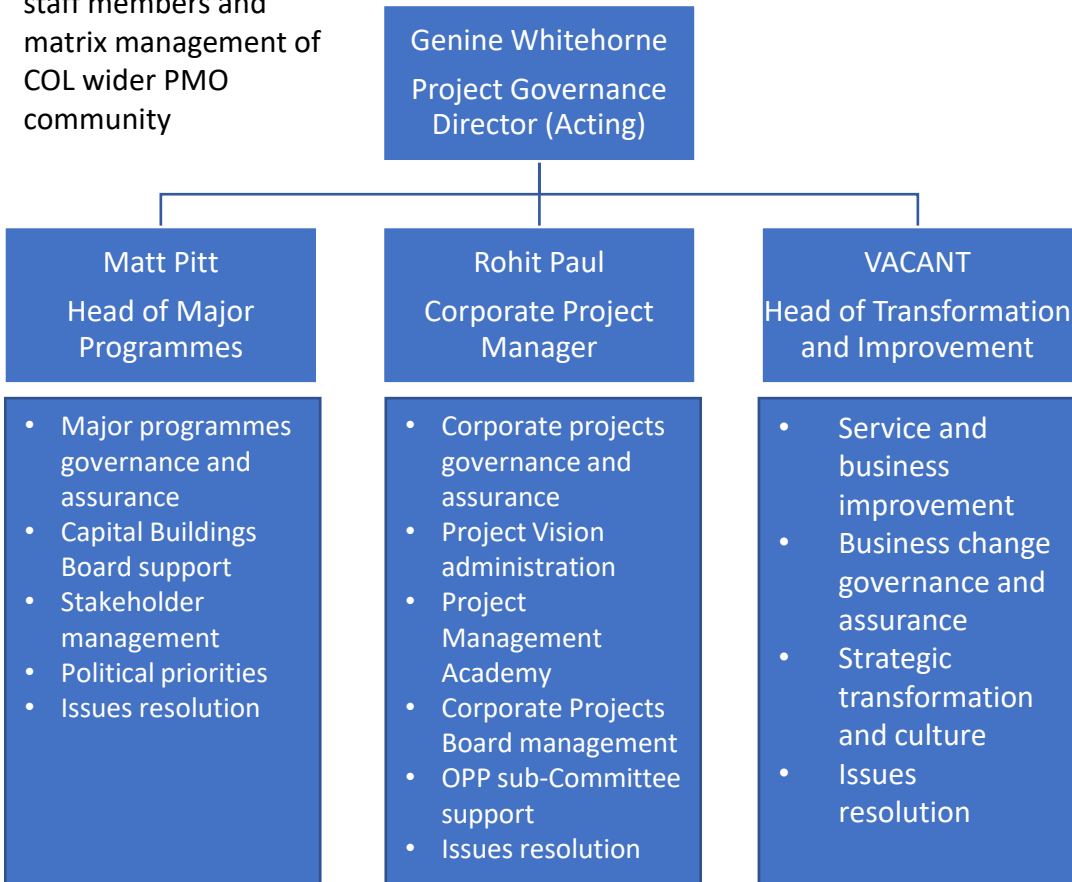 staff members and
matrix management of
COL wider PMO
community
Genine Whitehorne
Project Governance
Director (Acting)
Matt Pitt
Head of Major
Programmes
Rohit Paul
Corporate Project
Manager
VACANT
Head of Transformation
and Improvement
• Major programmes
governance and
assurance
• Capital Buildings
Board support
• Stakeholder
management
• Political priorities
• Issues resolution
• Corporate projects
governance and
assurance
• Project Vision
administration
• Project
Management
Academy
• Corporate Projects
Board management
• OPP sub-Committee
support
• Issues resolution
• Service and
business
improvement
• Business change
governance and
assurance
• Strategic
transformation
and culture
• Issues
resolution